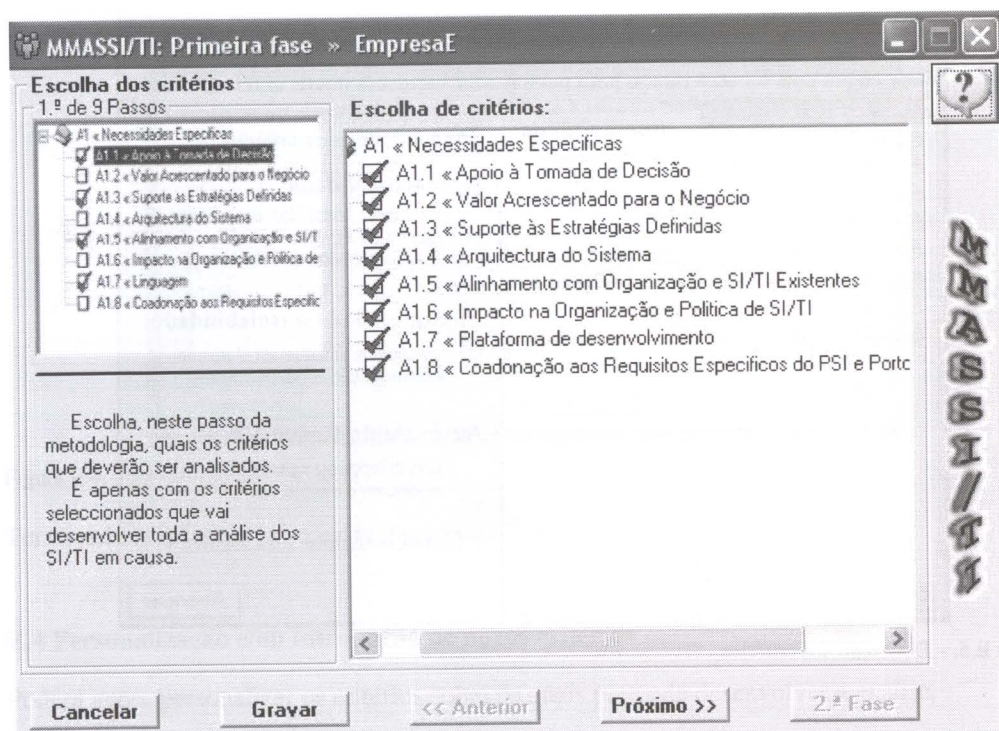 MMASSI/TI: Primeira fase » EmpresaE
Escolha dos critérios
1.º de 9 Passos
A1 « Necessidades Especificas
A1.1 « Apoio à Tomada de Decisão
A1.2 « Valor Acrescentado para o Negócio
A1.3 « Suporte as Estratégias Definidas
A1.4 « Arquitectura do Sistema
A1.5 « Alinhamento com Organização e SI/T
A1.6 « Impacto na Organização e Politica de
A1.7 « Linguagem
A1.8 « Coadonação aos Requisitos Especific
Escolha, neste passo da
metodologia, quais os critérios
que deverão ser analisados.
É apenas com os critérios
seleccionados que vai
desenvolver toda a análise dos
SI/TI em causa.
Escolha de critérios:
A1 « Necessidades Especificas
A1.1 « Apoio à Tomada de Decisão
A1.2 « Valor Acrescentado para o Negócio
A1.3 « Suporte às Estratégias Definidas
A1.4 « Arquitectura do Sistema
A1.5 « Alinhamento com Organização e SI/TI Existentes
A1.6 « Impacto na Organização e Politica de SI/TI
A1.7 « Plataforma de desenvolvimento
A1.8 « Coadonação aos Requisitos Especificos do PSI e Portc
?
MMASSI/TI
Cancelar
Gravar
<< Anterior
Próximo >>
2.ª Fase